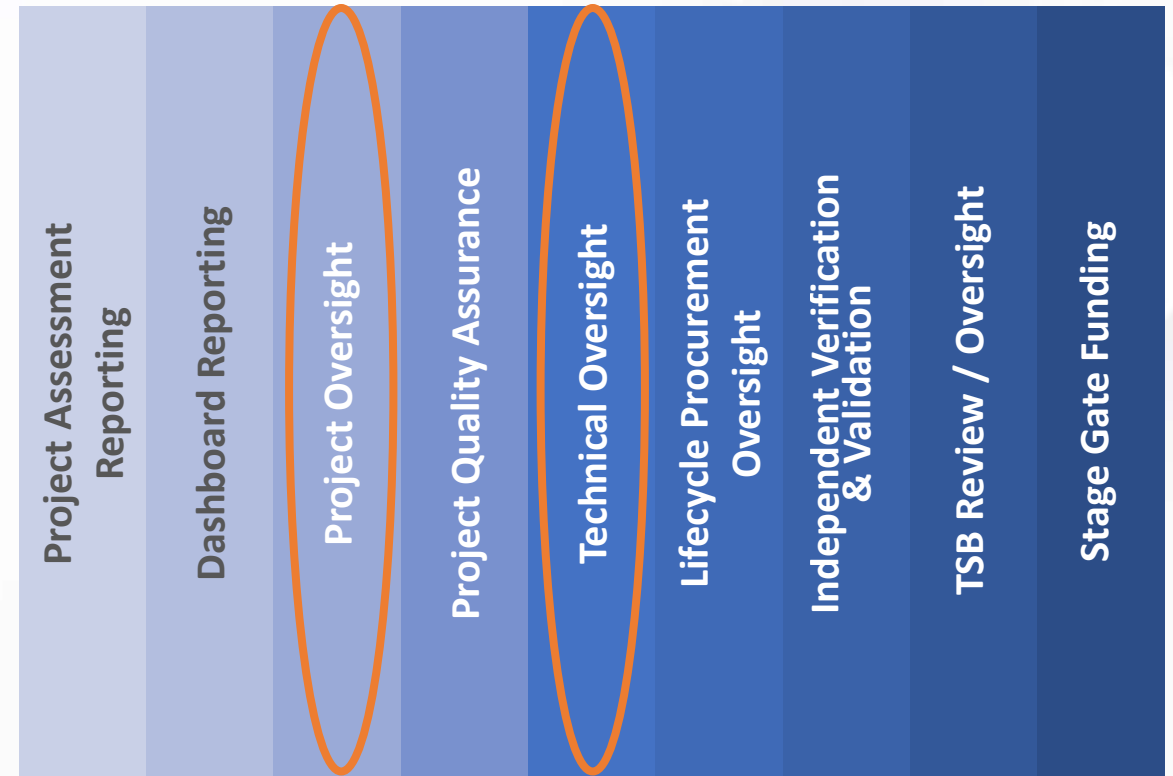 Project Assessment
Reporting
Dashboard Reporting
Project Oversight
Project Quality Assurance
Technical Oversight
Lifecycle Procurement
Oversight
Independent Verification
& Validation
TSB Review / Oversight
Stage Gate Funding